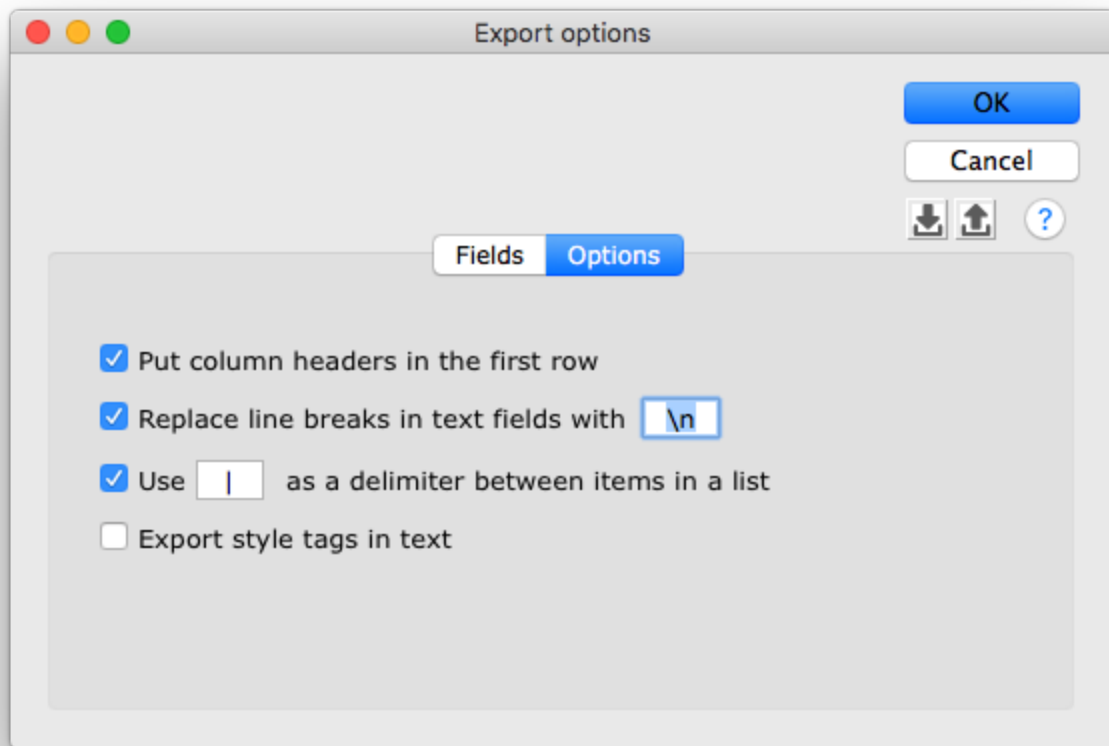 Export options
OK
Cancel
?
Fields Options
Put column headers in the first row
Replace line breaks in text fields with \n
Use | as a delimiter between items in a list
Export style tags in text